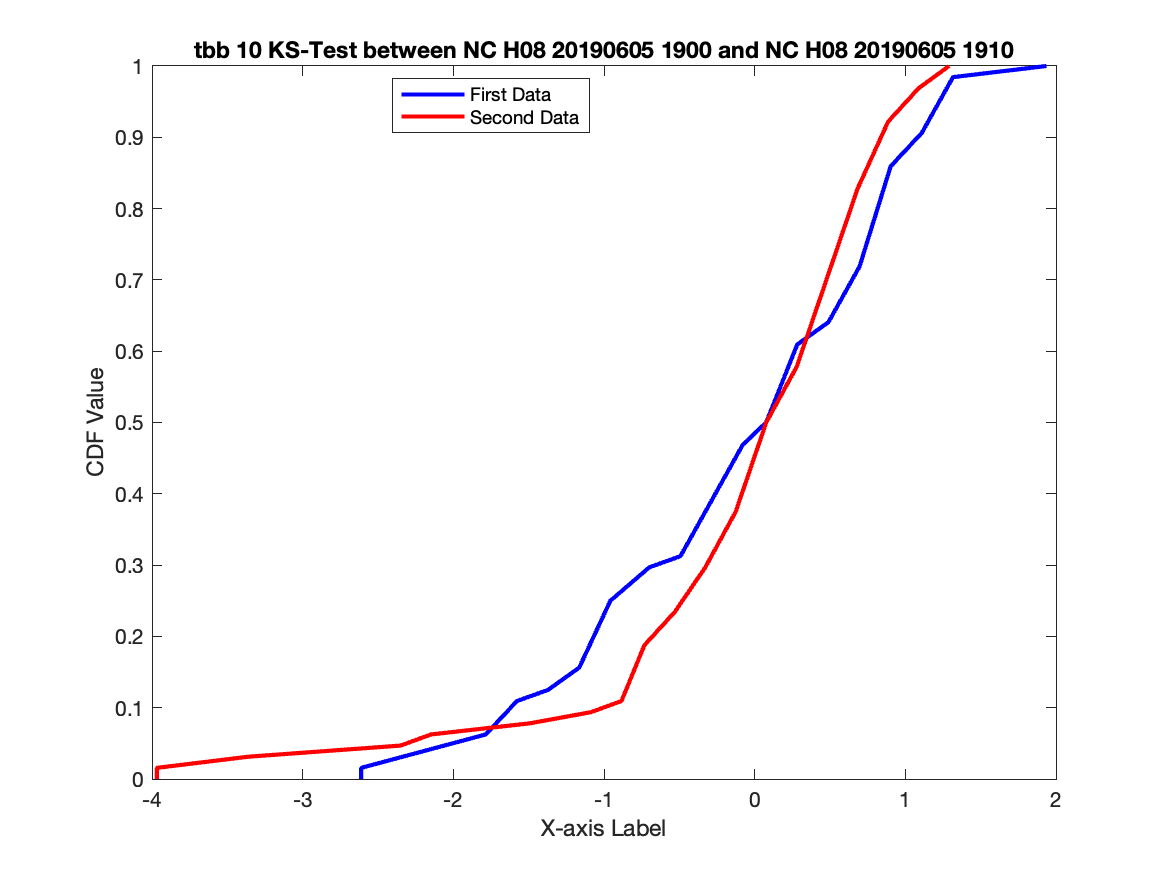 tbb 10 KS-Test between NC H08 20190605 1900 and NC H08 20190605 1910
First Data
Second Data
1
0.9
0.8
0.7
0.6
0.5
0.4
0.3
0.2
0.1
0
CDF Value
-4 -3 -2 -1 0 1 2
X-axis Label